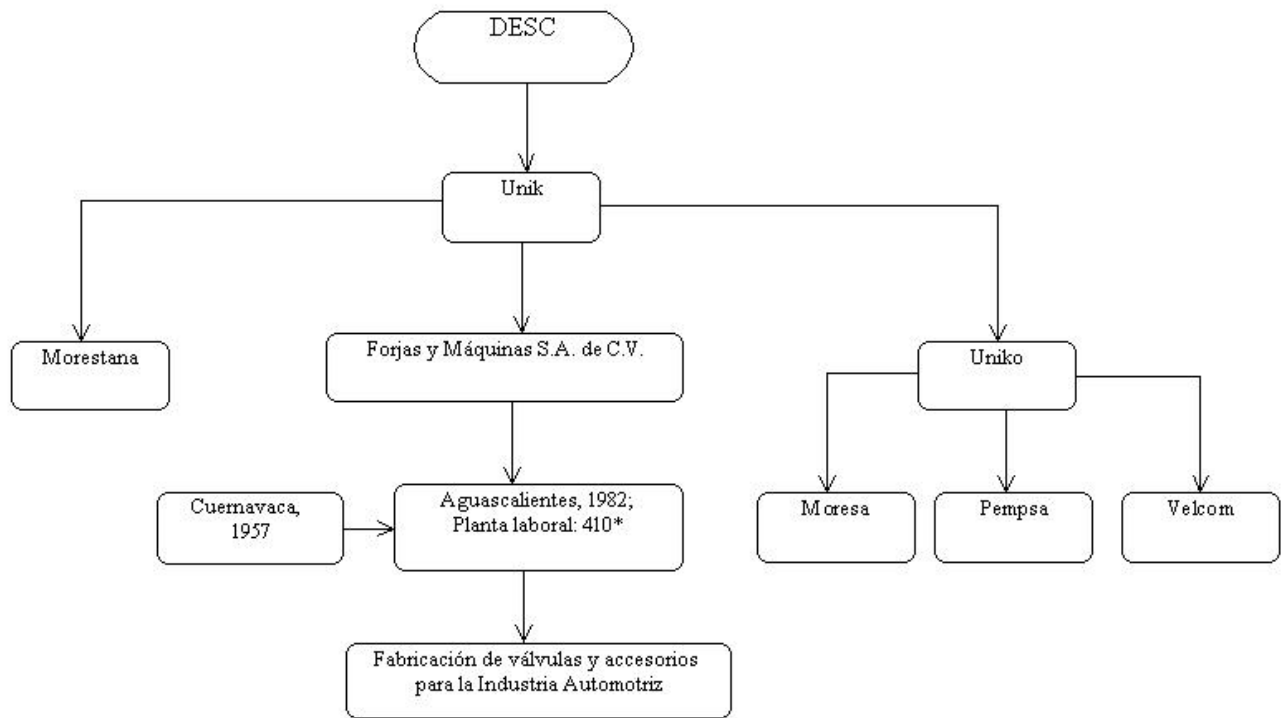 DESC
Unik
Morestana
Forjas y Máquinas S.A. de C.V.
Uniko
Cuernavaca,
1957
Aguascalientes, 1982;
Planta laboral: 410*
Moresa
Pempsa
Velcom
Fabricación de válvulas y accesorios
para la Industria Automotriz